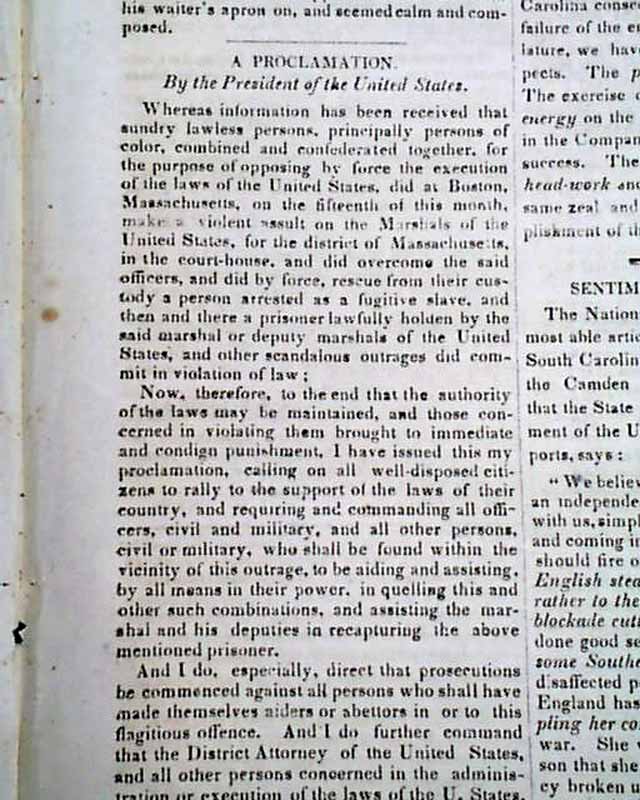 his waiter's apron on, and seemed calm and com-
posed.
A PROCLAMATION.
By the President of the United States.
Whereas information has been received that
sundry lawless persons, principally persons of
color, combined and confederated together, for
the purpose of opposing by force the execution
of the laws of the United States, did at Boston,
Massachusetts, on the fifteenth of this month,
make a violent assult on the Marshals of the
United States, for the district of Massachusetts,
in the court-house, and did overcome the said
officers, and did by force, rescue from their cus-
tody a person arrested as a fugitive slave, and
then and there a prisoner lawfully holden by the
said marshal or deputy marshals of the United
States, and other scandalous outrages did com-
mit in violation of law;
Now, therefore, to the end that the authority
of the laws may be maintained, and those con-
cerned in violating them brought to immediate
and condign punishment, I have issued this my
proclamation, calling on all well-disposed citi-
zens to rally to the support of the laws of their
country, and requiring and commanding all offi-
cers, civil and military, and all other persons,
civil or military, who shall be found within the
vicinity of this outrage, to be aiding and assisting,
by all means in their power, in quelling this and
other such combinations, and assisting the mar-
shal and his deputies in recapturing the above
mentioned prisoner.
And I do, especially, direct that prosecutions
be commenced against all persons who shall have
made themselves aiders or abettors in or to this
flagitious offence. And I do further command
that the District Attorney of the United States,
and all other persons concerned in the adminis-
tration or execution of the laws of the U. States,
Carolina
failure of the
lature, we have
pects. The
The exercise
energy on the
in the Compan
success. The
head-work and
same zeal and
plishment of
SENTIM
The Nation
most able artic
South Carolin
the Camden
that the State
ment of the U
ports, says:
"We believ
an independe
with us, simpl
and coming in
should fire o
English stea
rather to the
blockade cutt
done good se
some Southe
disaffected p
England has
pling her co
war. She
son that she
cy broken